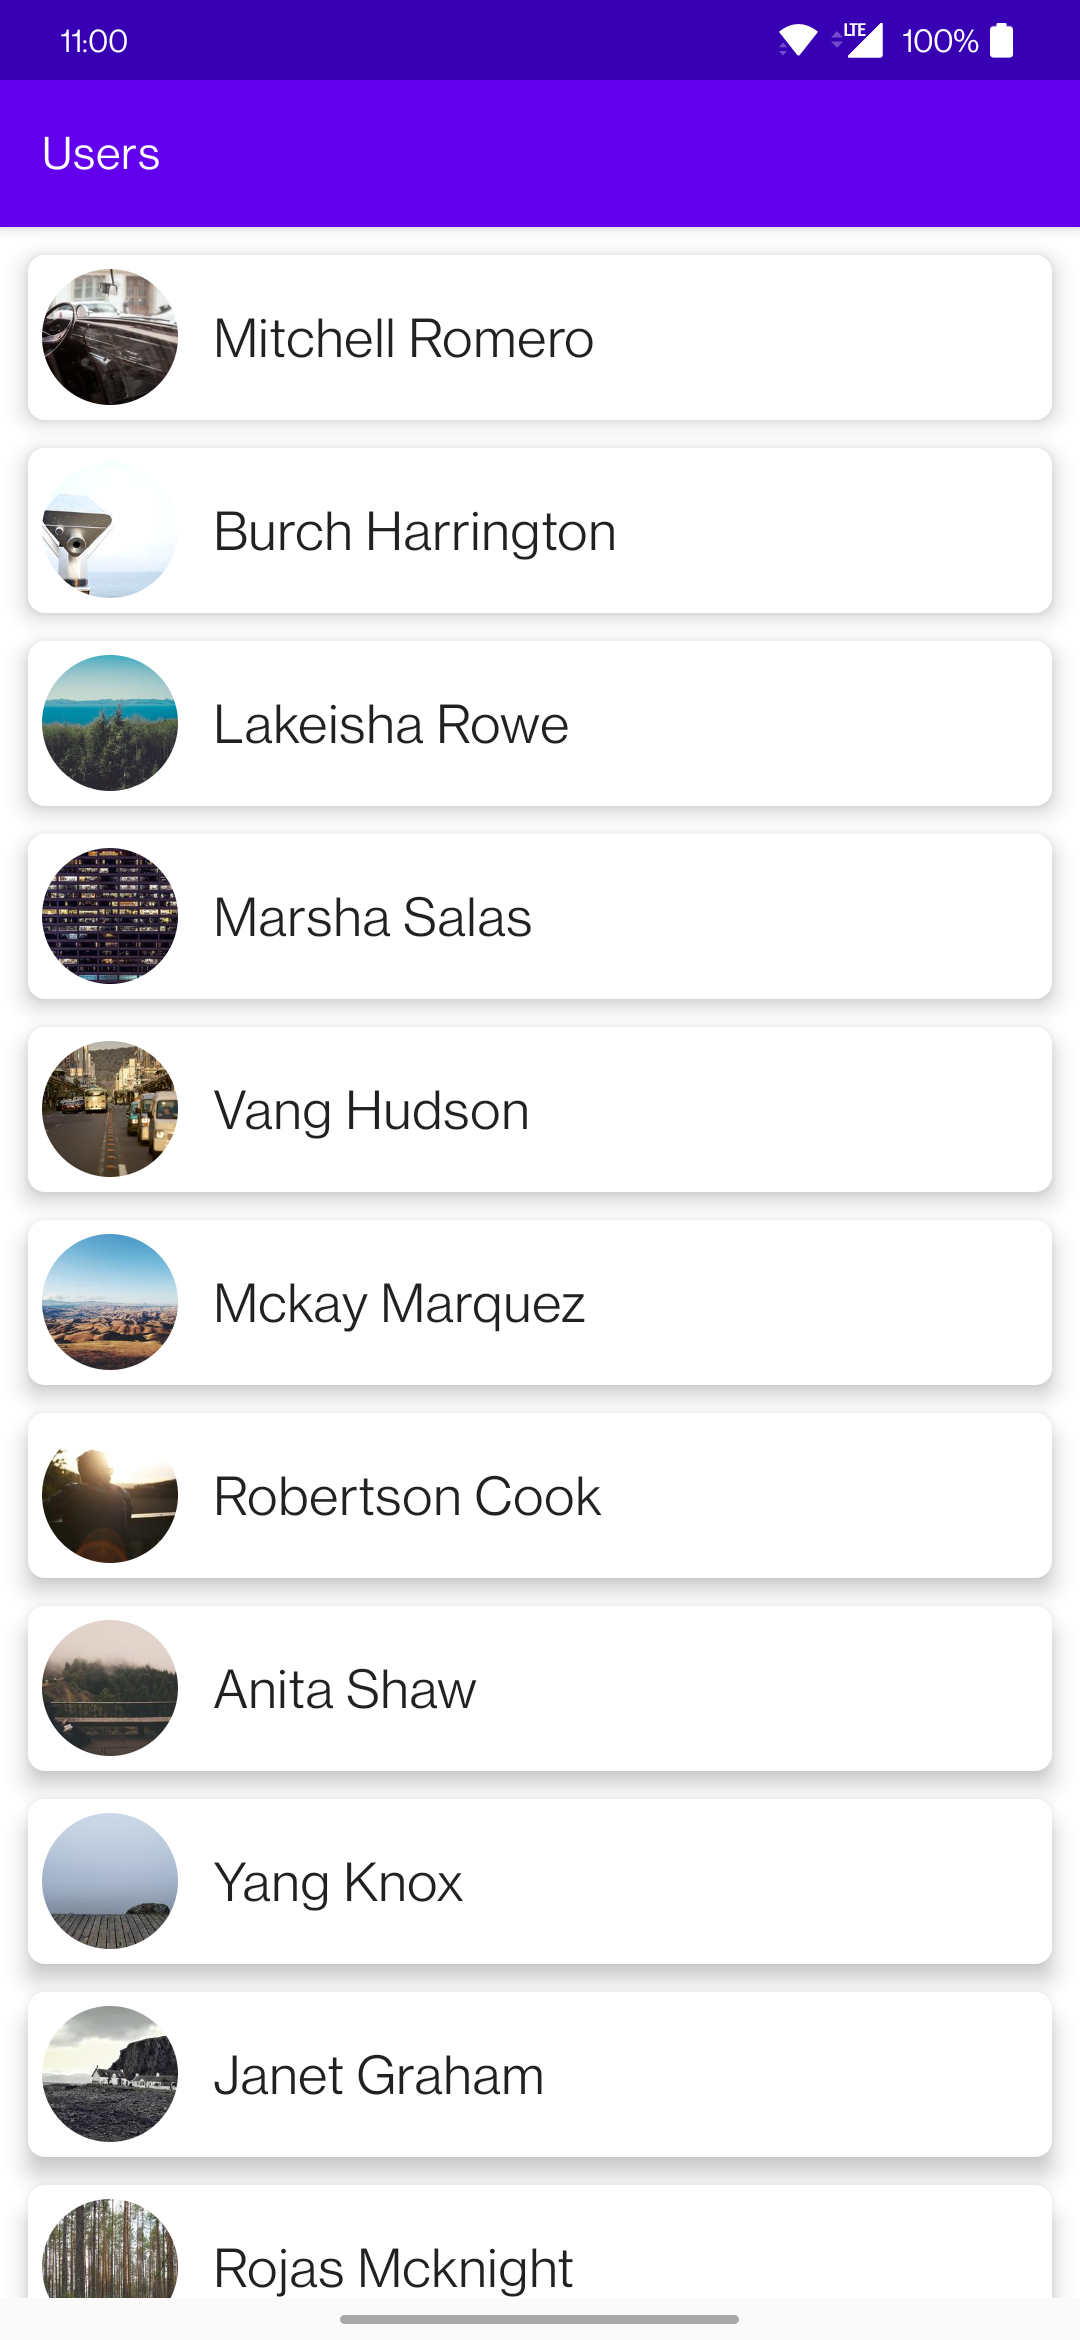 11:00 LTE 100%
Users
Mitchell Romero
Burch Harrington
Lakeisha Rowe
Marsha Salas
Vang Hudson
Mckay Marquez
Robertson Cook
Anita Shaw
Yang Knox
Janet Graham
Rojas Mcknight